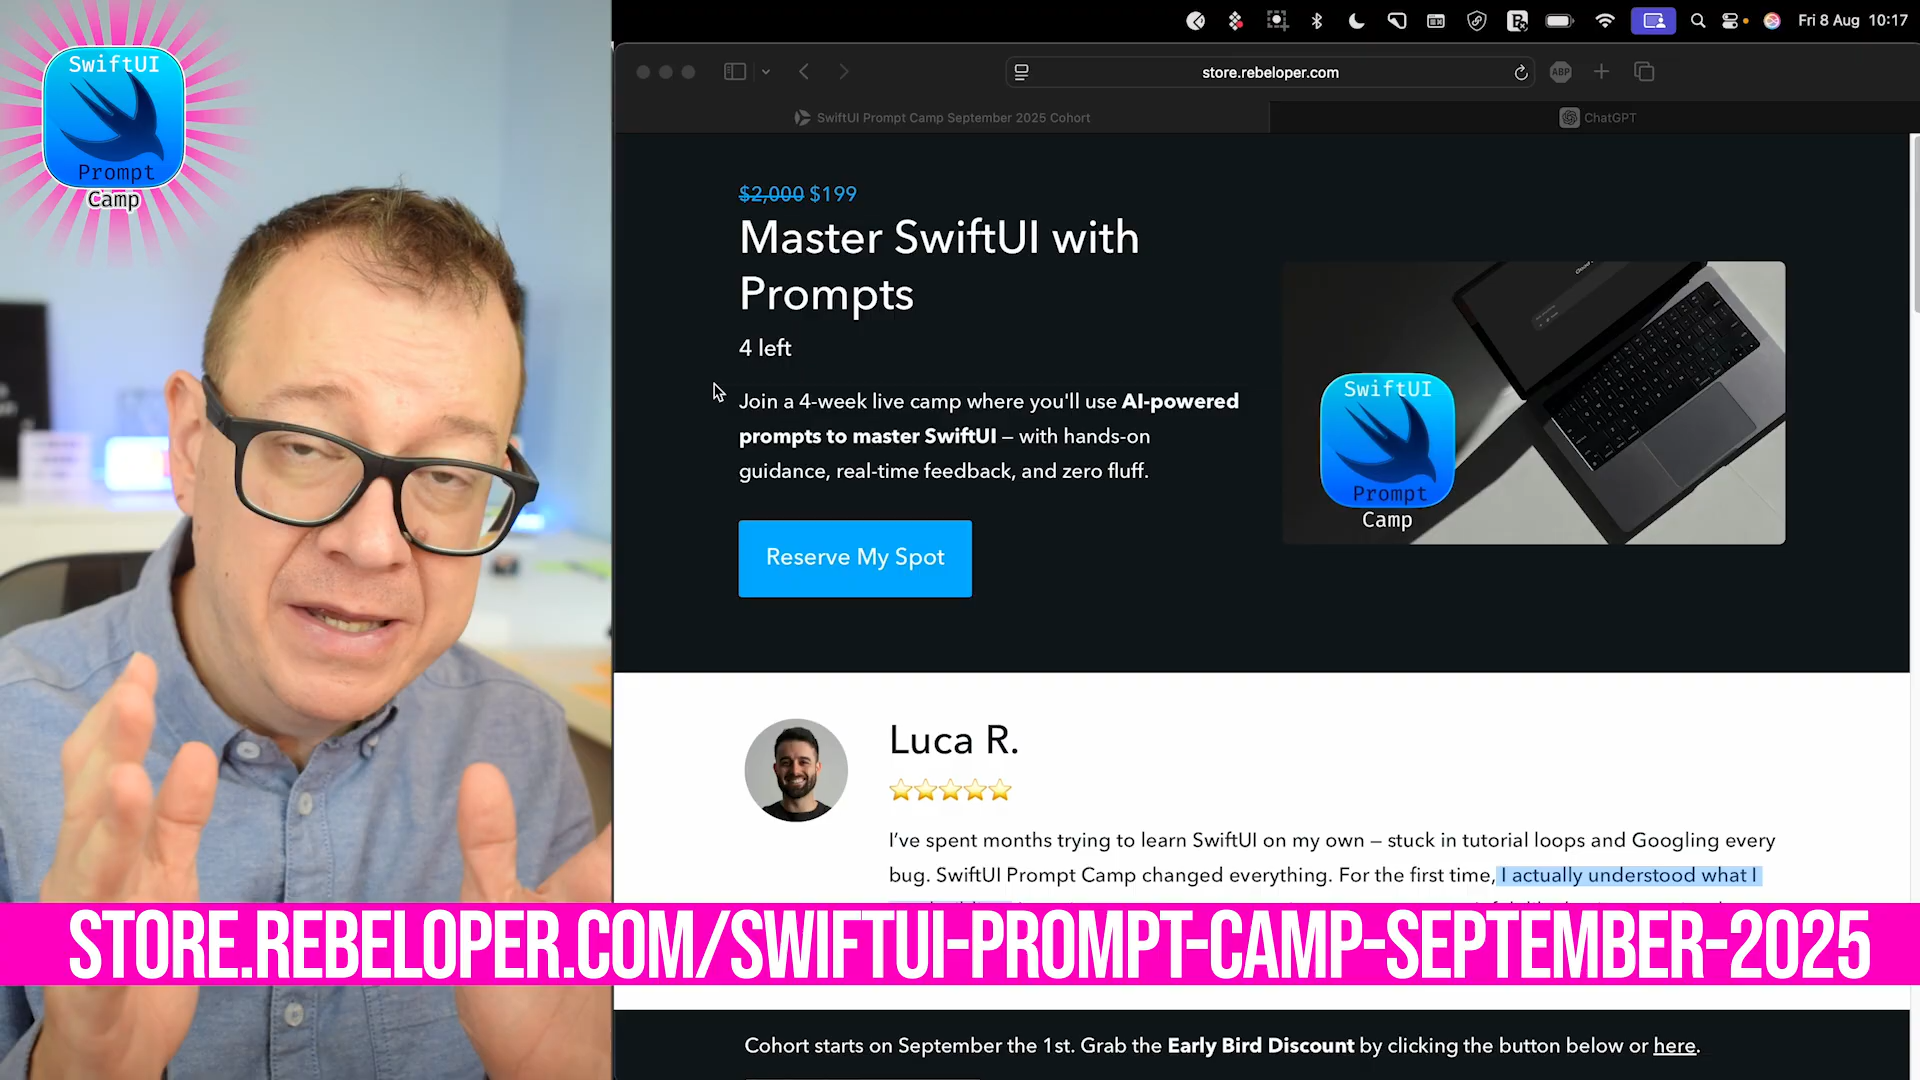 SwiftUI
Prompt
Camp
Fri 8 Aug 10:17
store.rebeloper.com
ABP
SwiftUI Prompt Camp September 2025 Cohort
ChatGPT
$2,000 $199
Master SwiftUI with
Prompts
4 left
Join a 4-week live camp where you'll use AI-powered
prompts to master SwiftUI – with hands-on
guidance, real-time feedback, and zero fluff.
Reserve My Spot
SwiftUI
Prompt
Camp
Luca R.
I've spent months trying to learn SwiftUI on my own – stuck in tutorial loops and Googling every
bug. SwiftUI Prompt Camp changed everything. For the first time, I actually understood what I
STORE.REBELOPER.COM/SWIFTUI-PROMPT-CAMP-SEPTEMBER-2025
Cohort starts on September the 1st. Grab the Early Bird Discount by clicking the button below or here.